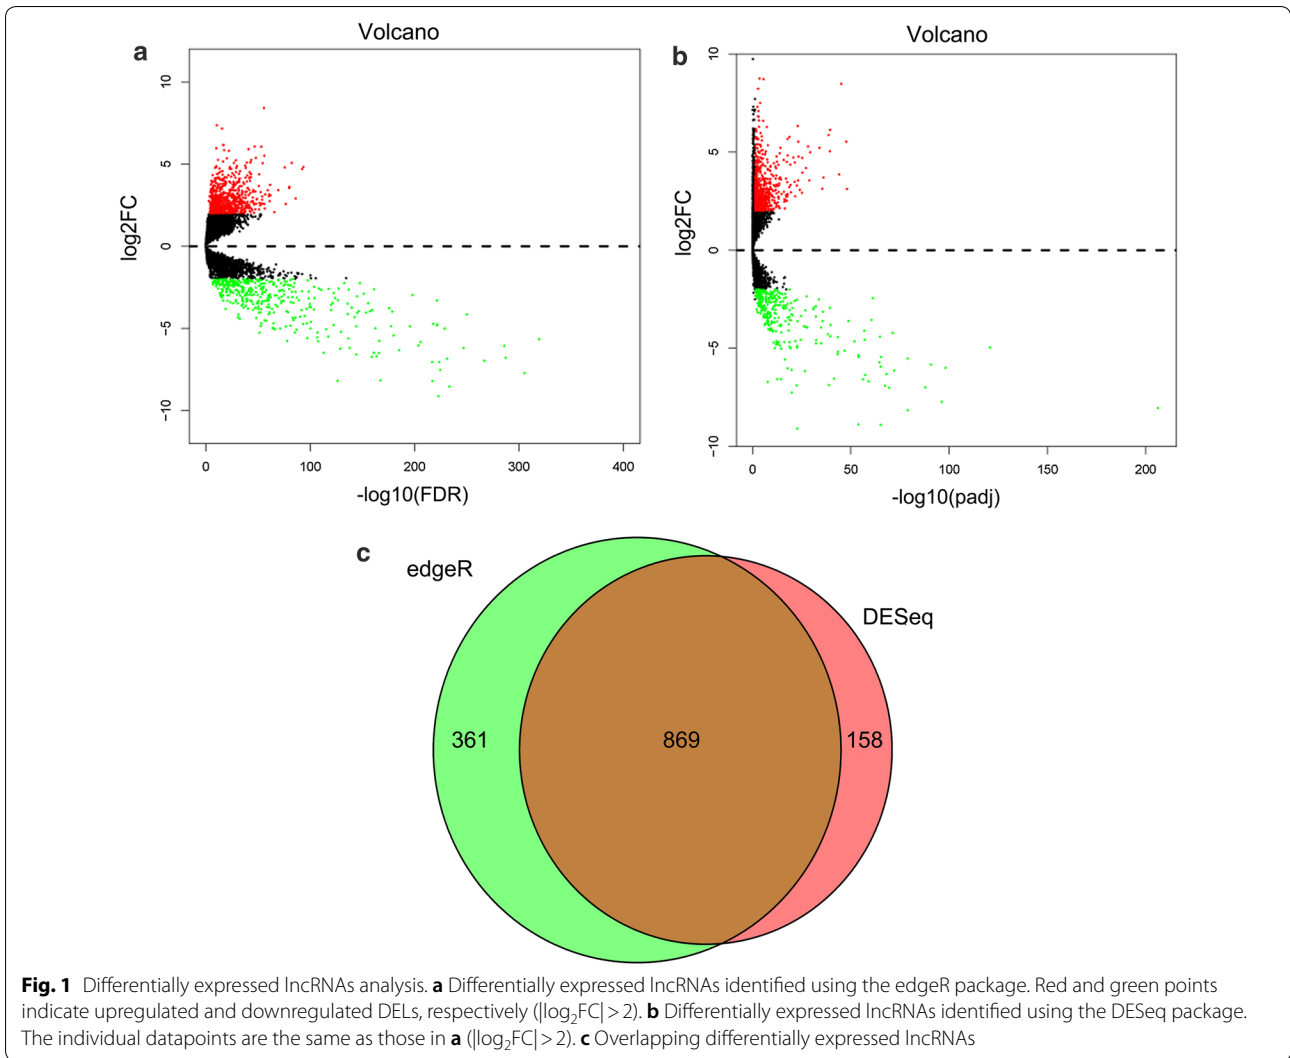 a
Volcano
10
5
0
−5
−10
log2FC
0 100 200 300 400
-log10(FDR)
b
Volcano
10
5
0
−5
−10
log2FC
0 50 100 150 200
-log10(padj)
c
edgeR
DESeq
361 869 158
Fig. 1 Differentially expressed lncRNAs analysis. a Differentially expressed lncRNAs identified using the edgeR package. Red and green points
indicate upregulated and downregulated DELs, respectively (|log₂FC| > 2). b Differentially expressed lncRNAs identified using the DESeq package.
The individual datapoints are the same as those in a (|log₂FC| > 2). c Overlapping differentially expressed lncRNAs